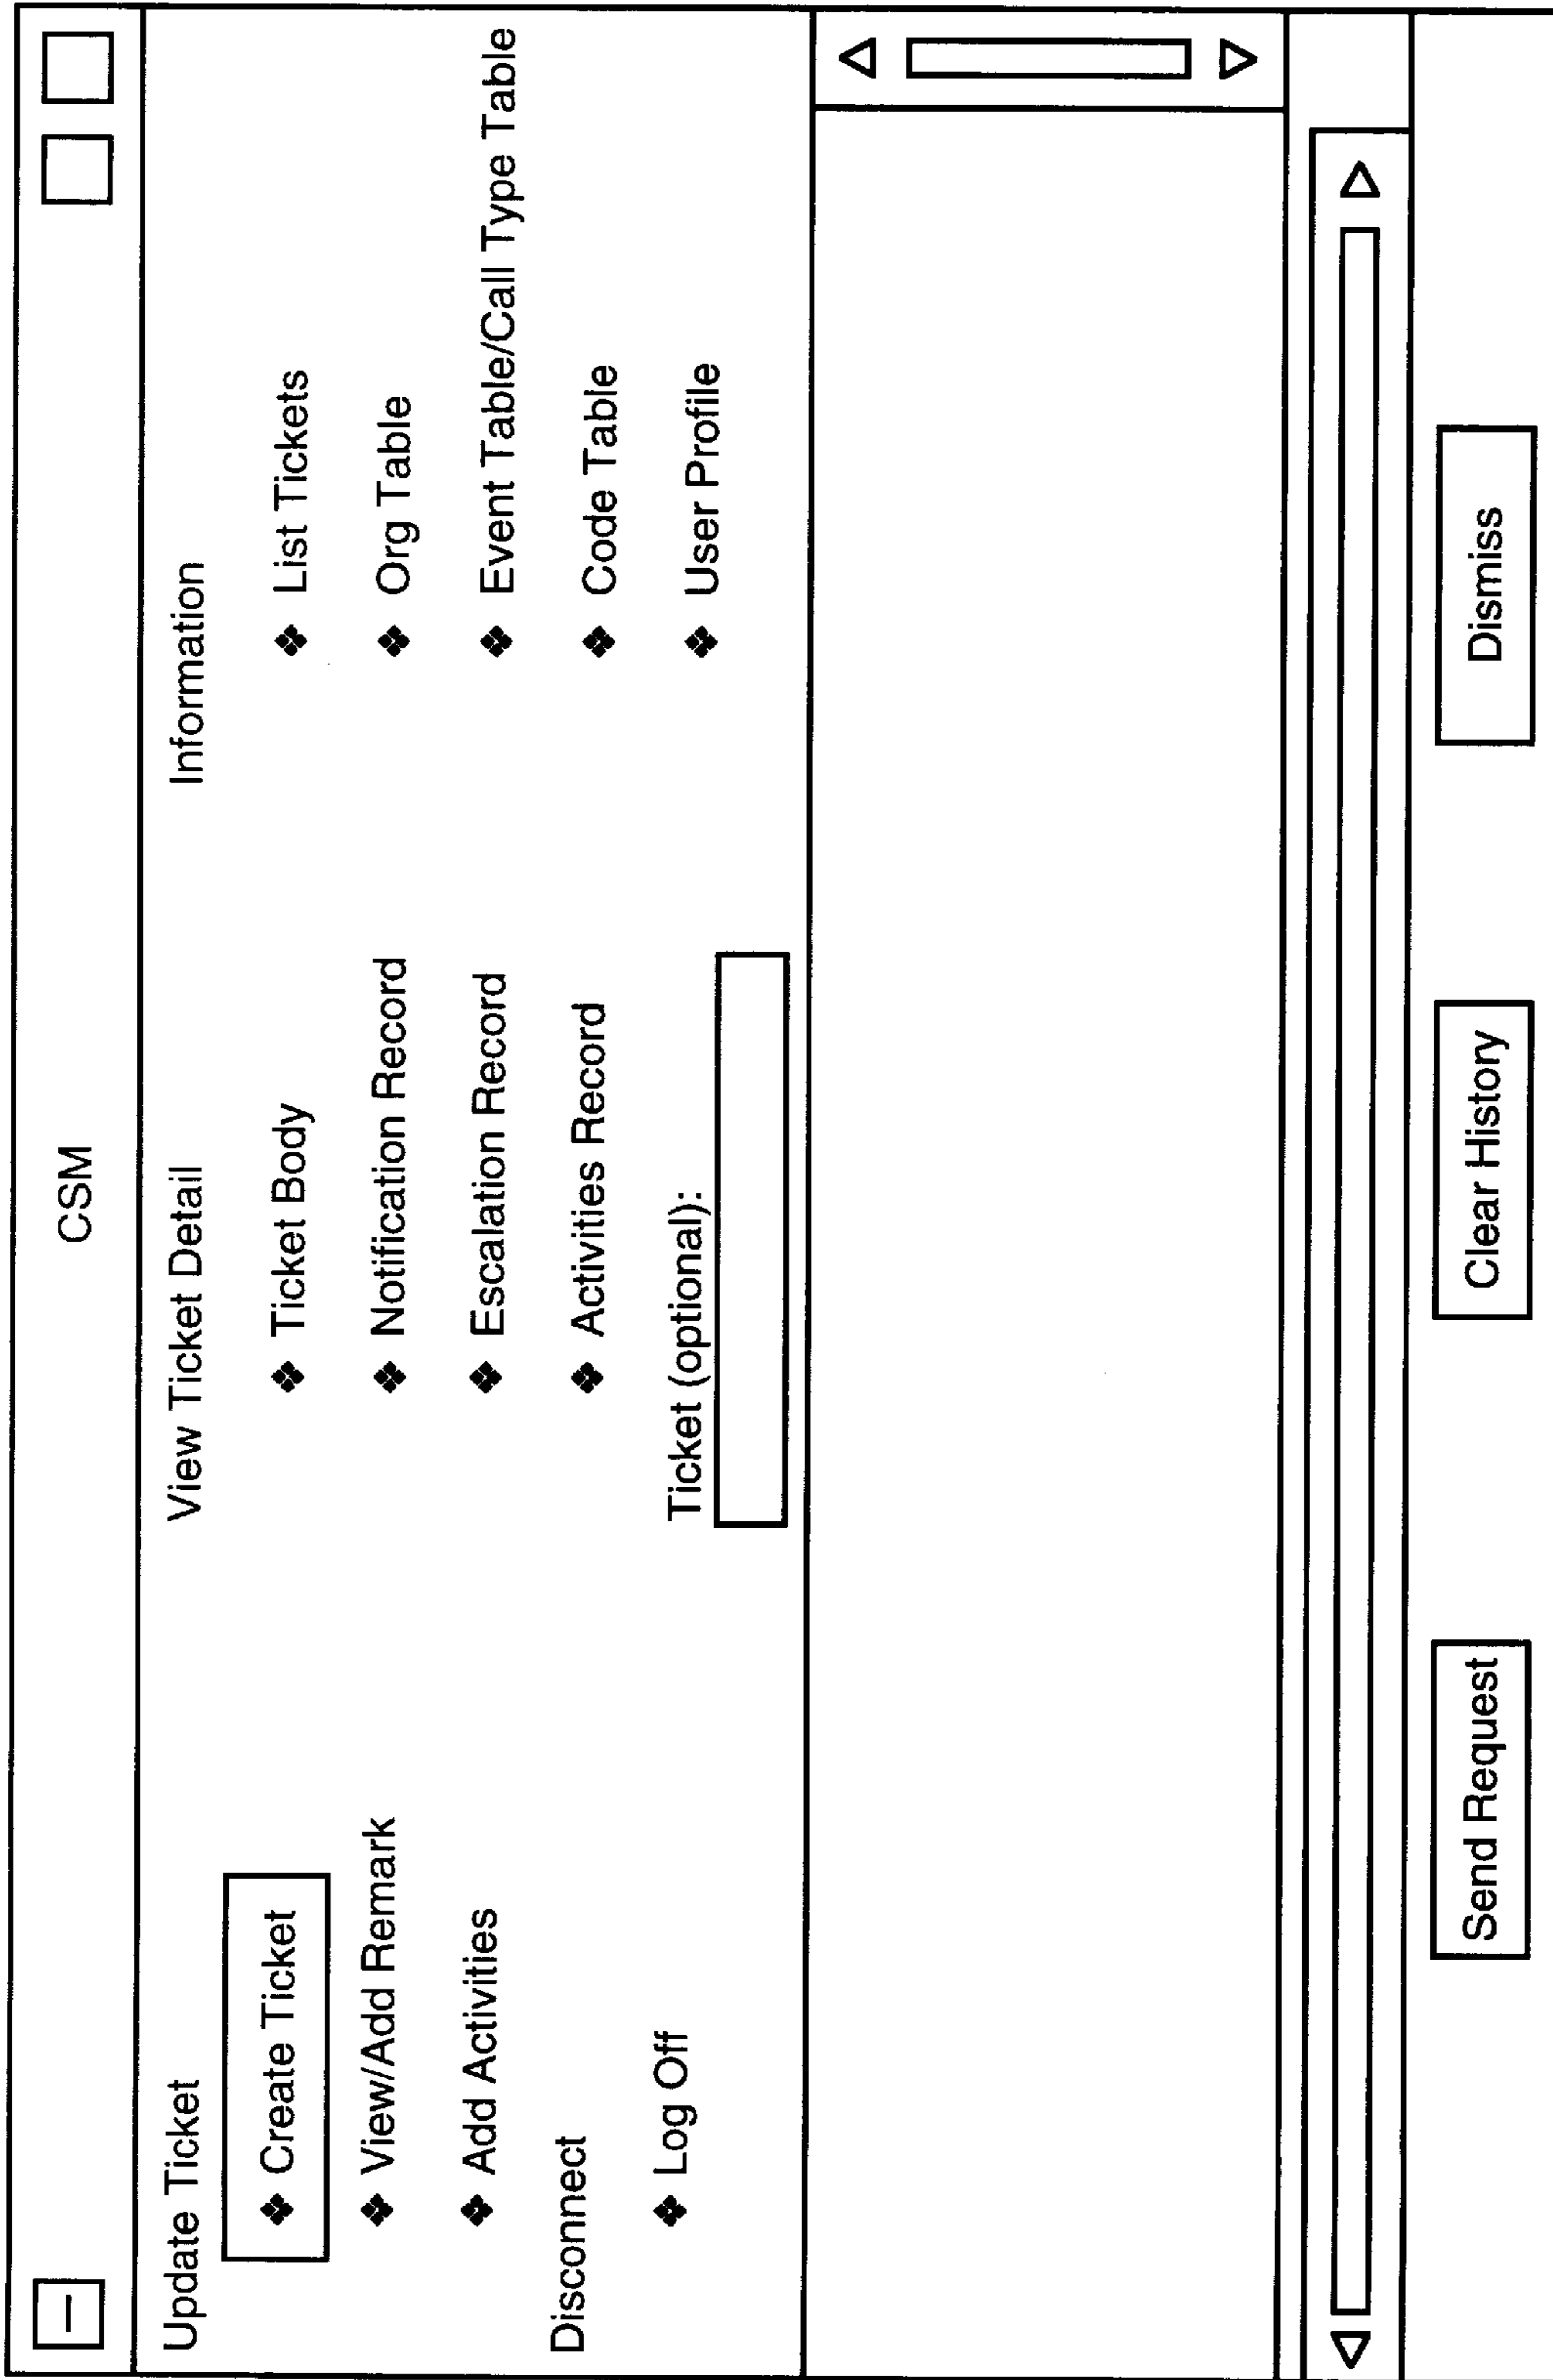 CSM
Update Ticket
Create Ticket
View/Add Remark
Add Activities
Disconnect
Log Off
View Ticket Detail
Ticket Body
Notification Record
Escalation Record
Activities Record
Ticket (optional):
Information
List Tickets
Org Table
Event Table/Call Type Table
Code Table
User Profile
Send Request
Clear History
Dismiss